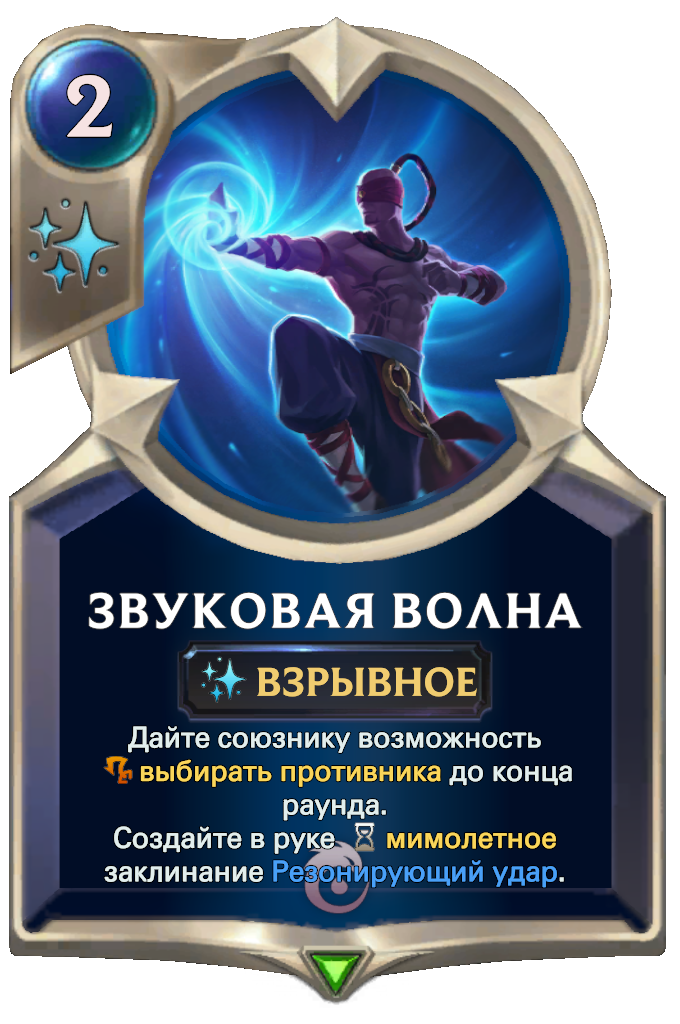 2
ЗВУКОВАЯ ВОЛНА
ВЗРЫВНОЕ
Дайте союзнику возможность
выбирать противника до конца
раунда.
Создайте в руке мимолетное
заклинание Резонирующий удар.